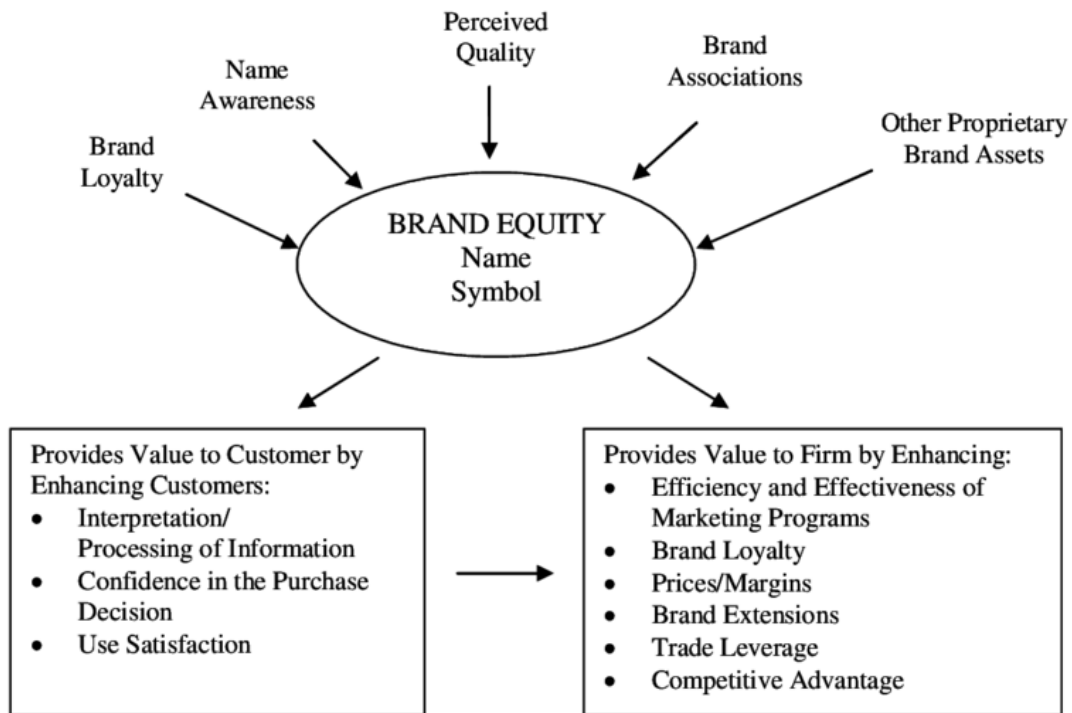 Perceived
Quality
Brand
Associations
Name
Awareness
Other Proprietary
Brand Assets
Brand
Loyalty
BRAND EQUITY
Name
Symbol
Provides Value to Customer by
Enhancing Customers:
• Interpretation/
Processing of Information
• Confidence in the Purchase
Decision
• Use Satisfaction
Provides Value to Firm by Enhancing:
• Efficiency and Effectiveness of
Marketing Programs
• Brand Loyalty
• Prices/Margins
• Brand Extensions
• Trade Leverage
• Competitive Advantage